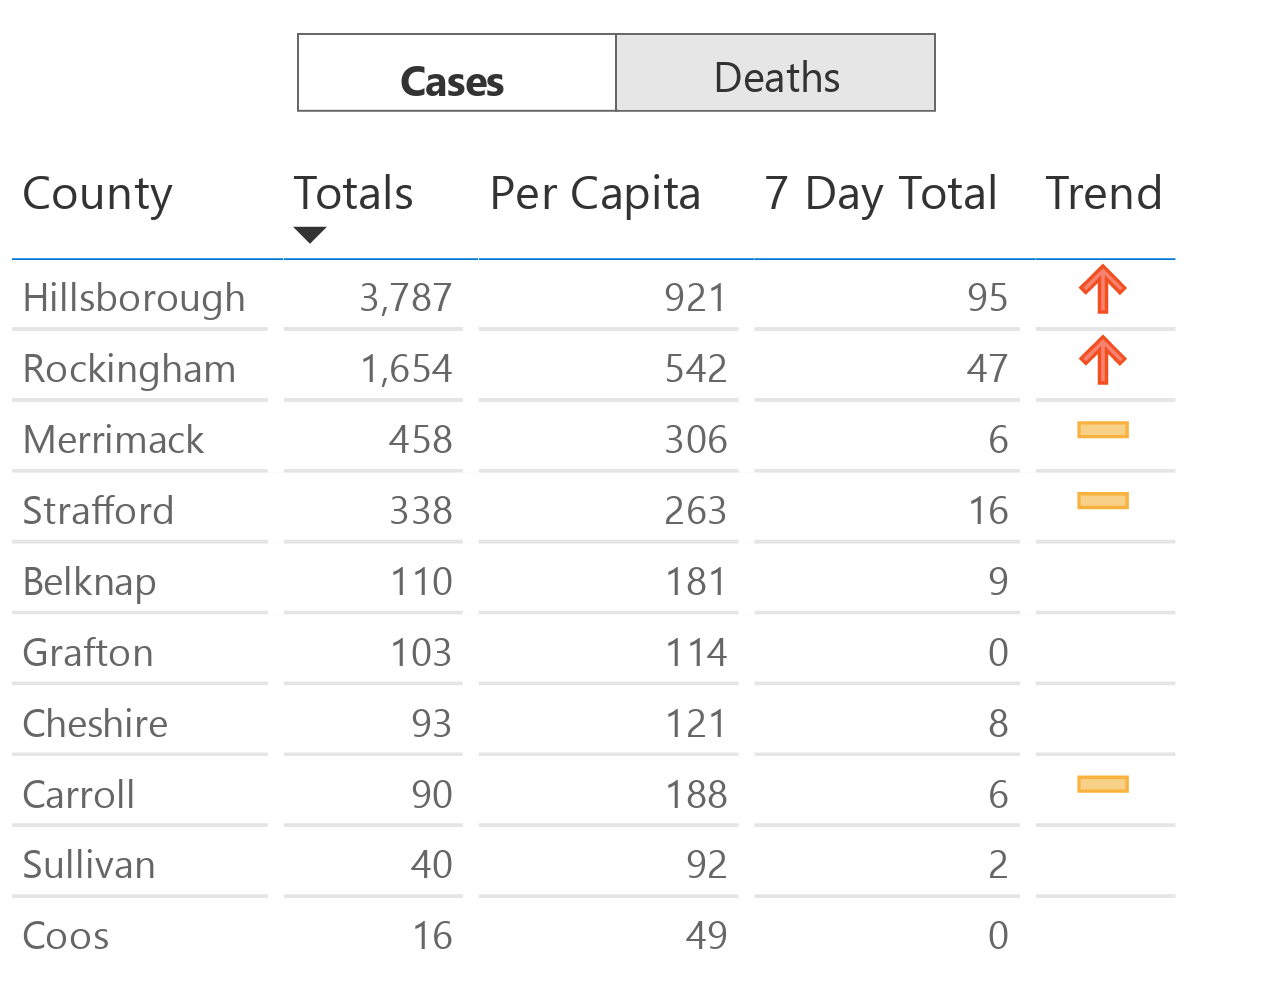 Cases Deaths
County Totals Per Capita 7 Day Total Trend
Hillsborough 3,787 921 95
Rockingham 1,654 542 47
Merrimack 458 306 6
Strafford 338 263 16
Belknap 110 181 9
Grafton 103 114 0
Cheshire 93 121 8
Carroll 90 188 6
Sullivan 40 92 2
Coos 16 49 0